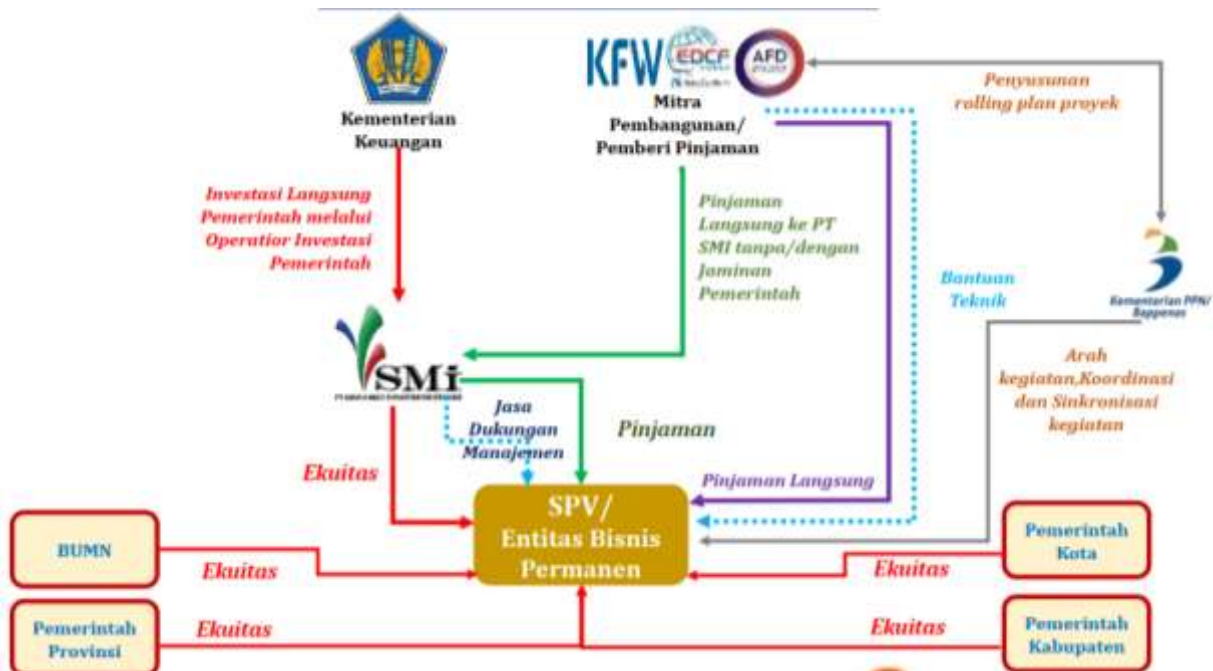 KFW
EDCF
AFD
Kementerian
Keuangan
Mitra
Pembangunan/
Pemberi Pinjaman
Penyusunan
rolling plan proyek
Investasi Langsung
Pemerintah melalui
Operatior Investasi
Pemerintah
Pinjaman
Langsung ke PT
SMI tanpa/dengan
Jaminan
Pemerintah
Bantuan
Teknik
Kementerian PPN/
Bappenas
SMI
Arah
kegiatan,Koordinasi
dan Sinkronisasi
kegiatan
Jasa
Dukungan
Manajemen
Pinjaman
Ekuitas
Pinjaman Langsung
SPV/
Entitas Bisnis
Permanen
BUMN
Ekuitas
Ekuitas
Pemerintah
Kota
Pemerintah
Provinsi
Ekuitas
Ekuitas
Pemerintah
Kabupaten